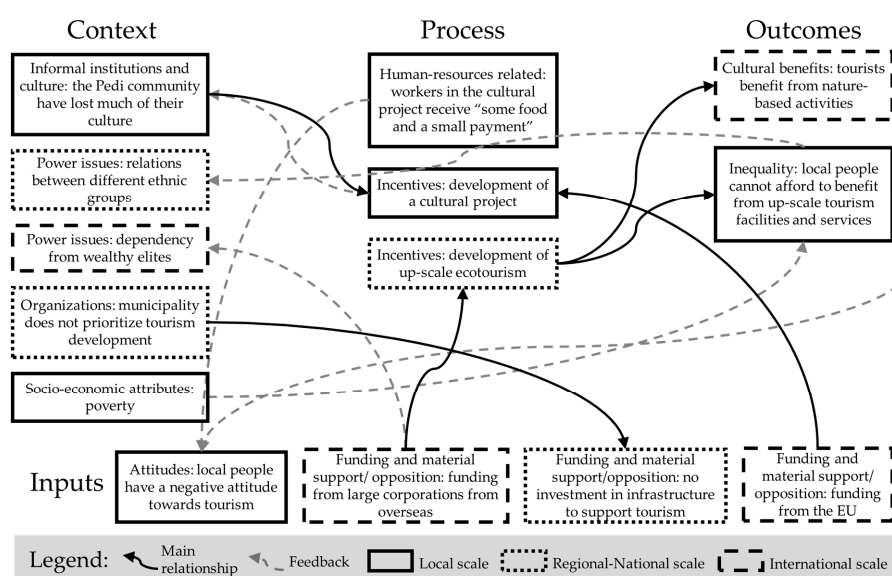 Context
Process
Outcomes
Informal institutions and
culture: the Pedi community
have lost much of their
culture
Power issues: relations
between different ethnic
groups
Power issues: dependency
from wealthy elites
Organizations: municipality
does not prioritize tourism
development
Socio-economic attributes:
poverty
Human-resources related:
workers in the cultural
project receive “some food
and a small payment”
Incentives: development of
a cultural project
Incentives: development of
up-scale ecotourism
Cultural benefits: tourists
benefit from nature-
based activities
Inequality: local people
cannot afford to benefit
from up-scale tourism
facilities and services
Inputs
Attitudes: local people
have a negative attitude
towards tourism
Funding and material
support/ opposition: funding
from large corporations from
overseas
Funding and material
support/opposition: no
investment in infrastructure
to support tourism
Funding and
material support/
opposition: funding
from the EU
Legend:
Main
relationship
Feedback
Local scale
Regional-National scale
International scale